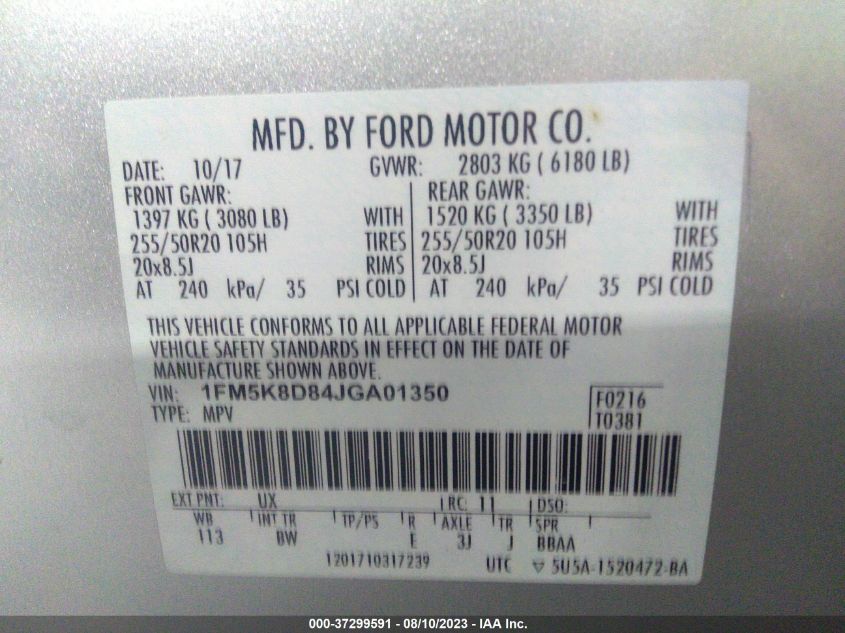 MFD. BY FORD MOTOR CO.
DATE: 10/17 GVWR: 2803 KG ( 6180 LB)
FRONT GAWR: REAR GAWR:
1397 KG ( 3080 LB) WITH 1520 KG ( 3350 LB) WITH
255/50R20 105H TIRES 255/50R20 105H TIRES
20x8.5J RIMS 20x8.5J RIMS
AT 240 kPa/ 35 PSI COLD AT 240 kPa/ 35 PSI COLD
THIS VEHICLE CONFORMS TO ALL APPLICABLE FEDERAL MOTOR
VEHICLE SAFETY STANDARDS IN EFFECT ON THE DATE OF
MANUFACTURE SHOWN ABOVE.
VIN: 1FM5K8D84JGA01350 F0216
TYPE: MPV T0381
EXT PNT: UX RC: 11 DSO:
WB INT TR TP/PS R AXLE TR SPR
113 BW E 3J J BBAA
1201710317239 UTC ▽ 5U5A-1520472-BA
000-37299591 - 08/10/2023 - IAA Inc.